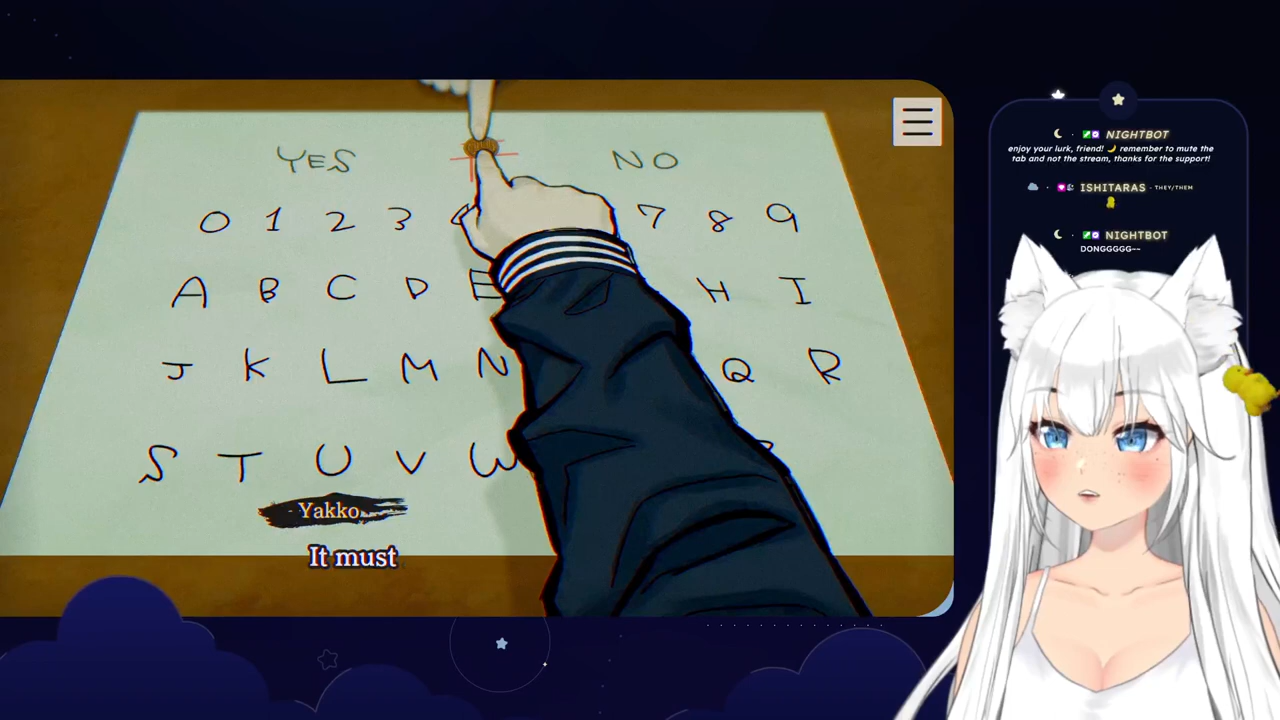 YES NO
0 1 2 3 7 8 9
A B C D E H I
J K L M N Q R
S T U V W
Yakko
It must
NIGHTBOT
enjoy your lurk, friend! 🌙 remember to mute the
tab and not the stream, thanks for the support!
ISHITARAS - THEY/THEM
NIGHTBOT
DONGGGGG~~